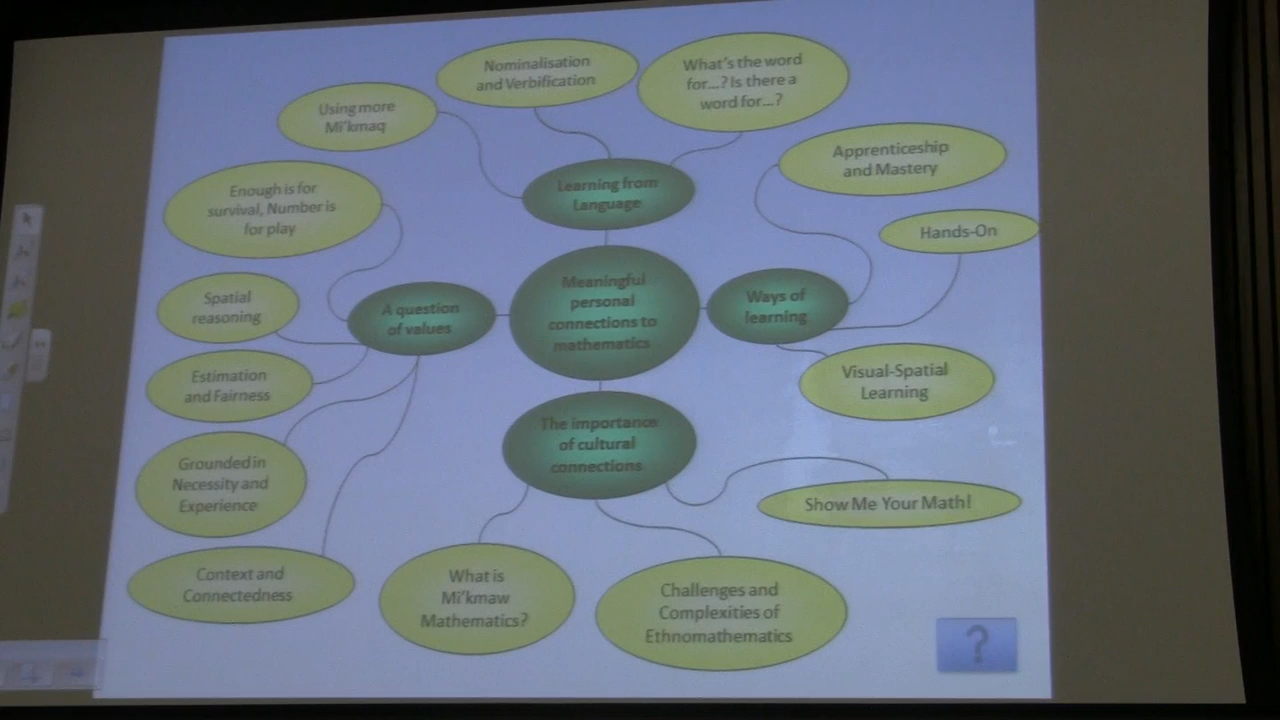 Nominalisation
and Verbification
What's the word
for...? Is there a
word for...?
Using more
Mi'kmaq
Apprenticeship
and Mastery
Learning from
Language
Enough is for
survival, Number is
for play
Hands-On
Spatial
reasoning
A question
of values
Meaningful
personal
connections to
mathematics
Ways of
learning
Estimation
and Fairness
Visual-Spatial
Learning
The importance
of cultural
connections
Grounded in
Necessity and
Experience
Show Me Your Math!
Context and
Connectedness
What is
Mi'kmaw
Mathematics?
Challenges and
Complexities of
Ethnomathematics
?